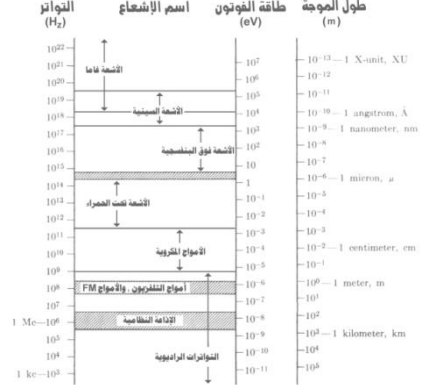 التواتر (Hz)
اسم الإشعاع
طاقة الفوتون (eV)
طول الموجة (m)
10²²
10²¹
10²⁰
10¹⁹
10¹⁸
10¹⁷
10¹⁶
10¹⁵
10¹⁴
10¹³
10¹²
10¹¹
10¹⁰
10⁹
10⁸
10⁷
1 Mc—10⁶
10⁵
10⁴
1 kc—10³
الأشعة غاما
الأشعة السينية
الأشعة فوق البنفسجية
الأشعة تحت الحمراء
الأمواج المكروية
أمواج التلفزيون . والأمواج FM
الإذاعة النظامية
التواترات الراديوية
10⁷
10⁶
10⁵
10⁴
10³
10²
10
1
10⁻¹
10⁻²
10⁻³
10⁻⁴
10⁻⁵
10⁻⁶
10⁻⁷
10⁻⁸
10⁻⁹
10⁻¹⁰
10⁻¹¹
10⁻¹³—1 X-unit, XU
10⁻¹²
10⁻¹¹
10⁻¹⁰—1 angstrom, Å
10⁻⁹—1 nanometer, nm
10⁻⁸
10⁻⁷
10⁻⁶—1 micron, μ
10⁻⁵
10⁻⁴
10⁻³
10⁻²—1 centimeter, cm
10⁻¹
10⁰—1 meter, m
10¹
10²
10³—1 kilometer, km
10⁴
10⁵